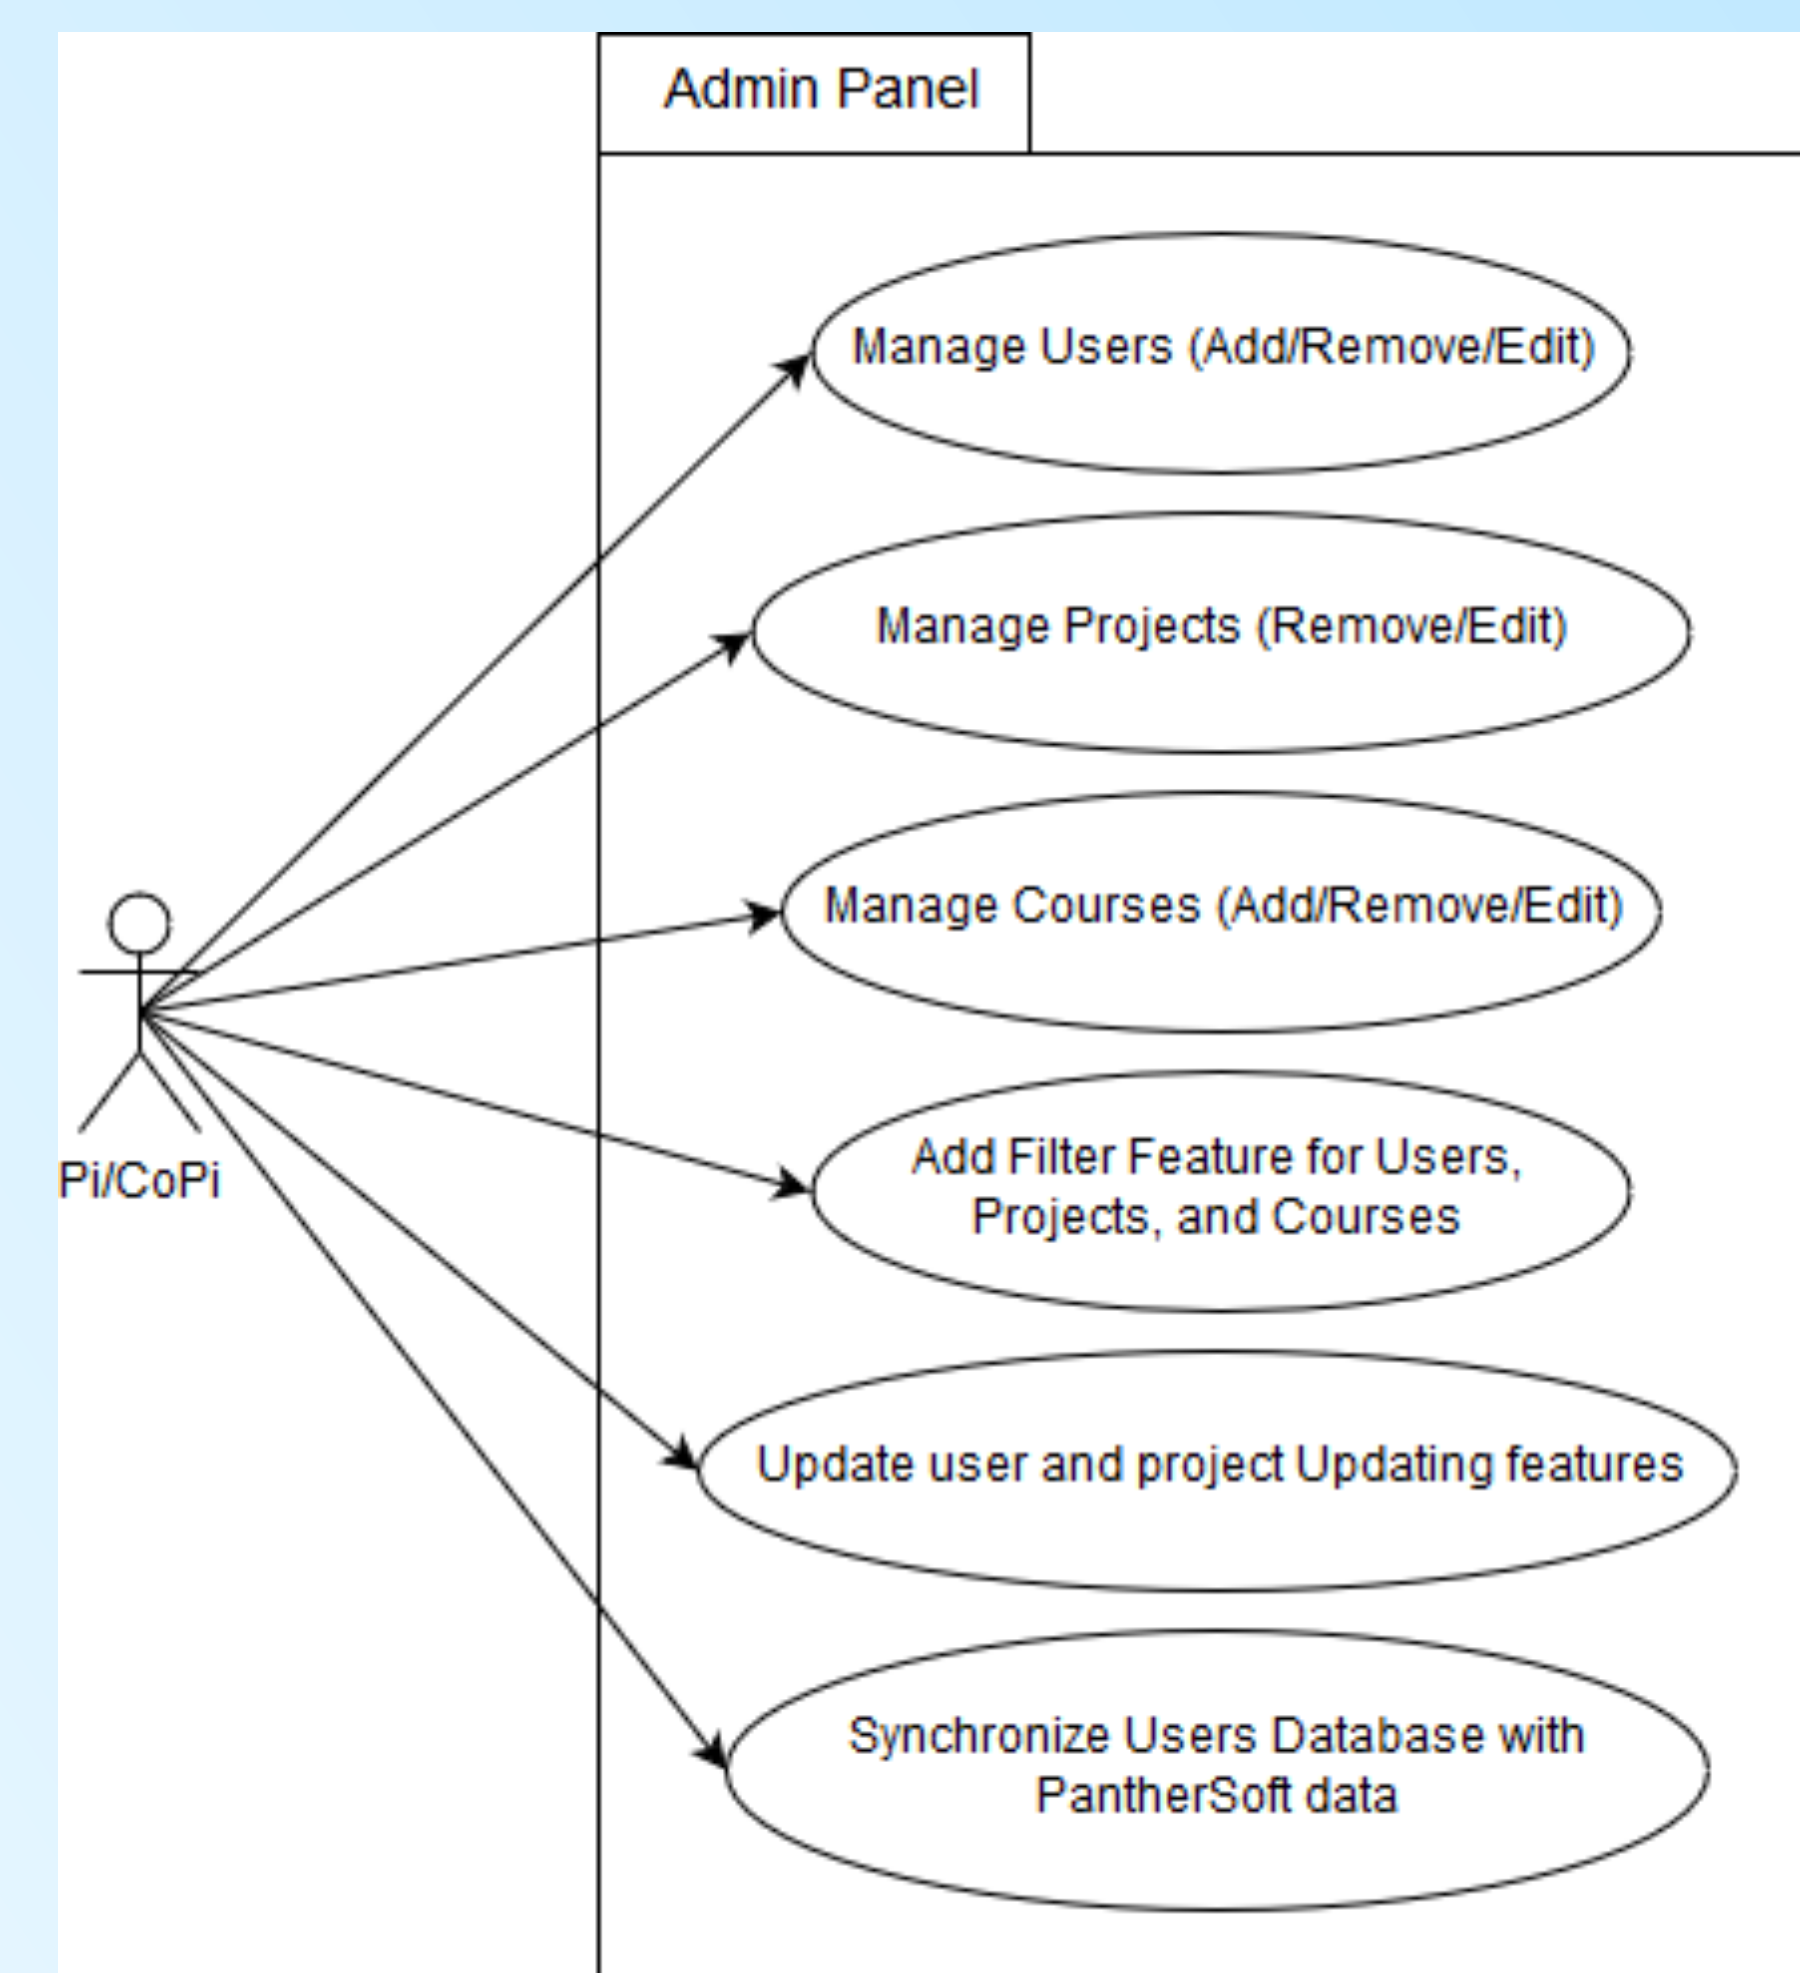 Admin Panel
Manage Users (Add/Remove/Edit)
Manage Projects (Remove/Edit)
Manage Courses (Add/Remove/Edit)
Pi/CoPi
Add Filter Feature for Users,
Projects, and Courses
Update user and project Updating features
Synchronize Users Database with
PantherSoft data